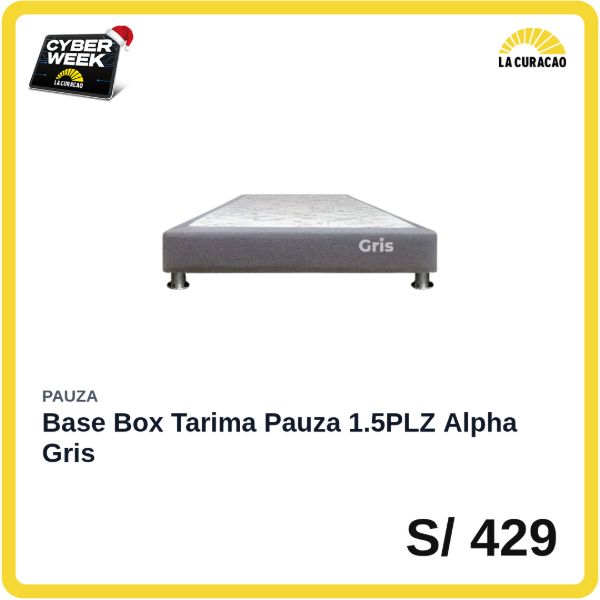 CYBER
WEEK
LA CURACAO
LA CURACAO
Gris
PAUZA
Base Box Tarima Pauza 1.5PLZ Alpha
Gris
S/ 429